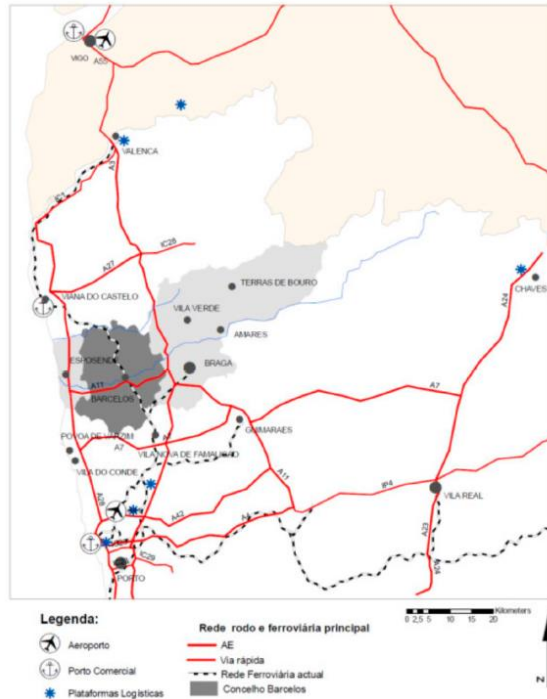 VIGO
A55
VALENCA
A3
IC1
A27
IC28
VIANA DO CASTELO
TERRAS DE BOURO
VILA VERDE
AMARES
CHAVES
A24
ESPOSENDE
BRAGA
A11
BARCELOS
A7
POVOA DE VARZIM
A7
VILA NOVA DE FAMALICAO
GUIMARAES
VILA DO CONDE
A11
A28
IP4
VILA REAL
A42
A4
IC29
PORTO
A23
A24
Legenda:
Aeroporto
Porto Comercial
Plataformas Logísticas
Rede rodo e ferroviária principal
AE
Via rápida
Rede Ferroviária actual
Concelho Barcelos
Kilometers
0 2,5 5 10 15 20
N